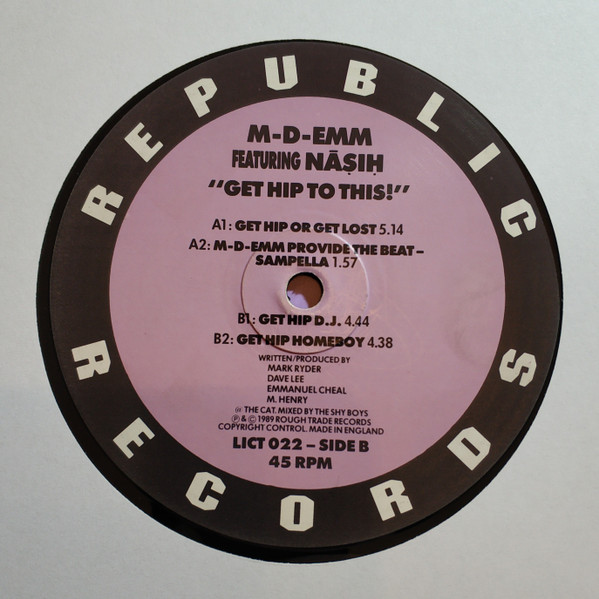 REPUBLIC
M-D-EMM
FEATURING NĀṢIḤ
"GET HIP TO THIS!"
A1: GET HIP OR GET LOST 5.14
A2: M-D-EMM PROVIDE THE BEAT –
SAMPELLA 1.57
B1: GET HIP D.J. 4.44
B2: GET HIP HOMEBOY 4.38
WRITTEN/PRODUCED BY
MARK RYDER
DAVE LEE
EMMANUEL CHEAL
M. HENRY
@ THE CAT. MIXED BY THE SHY BOYS
Ⓟ & © 1989 ROUGH TRADE RECORDS
COPYRIGHT CONTROL. MADE IN ENGLAND
LICT 022 – SIDE B
45 RPM
RECORDS